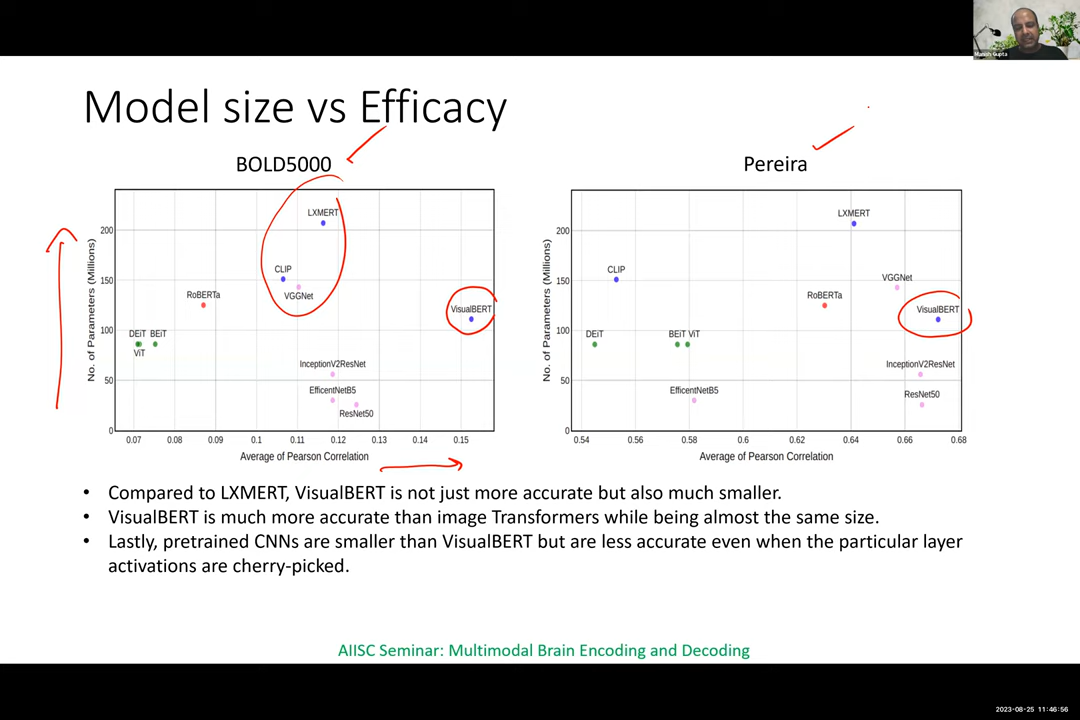 Manish Gupta
Model size vs Efficacy
BOLD5000
No. of Parameters (Millions)
200
150
100
50
0
LXMERT
CLIP
VGGNet
RoBERTa
VisualBERT
DEiT BEiT
ViT
InceptionV2ResNet
EfficentNetB5
ResNet50
0.07 0.08 0.09 0.1 0.11 0.12 0.13 0.14 0.15
Average of Pearson Correlation
Pereira
No. of Parameters (Millions)
200
150
100
50
0
LXMERT
CLIP
VGGNet
RoBERTa
VisualBERT
DEiT
BEiT ViT
InceptionV2ResNet
EfficentNetB5
ResNet50
0.54 0.56 0.58 0.6 0.62 0.64 0.66 0.68
Average of Pearson Correlation
• Compared to LXMERT, VisualBERT is not just more accurate but also much smaller.
• VisualBERT is much more accurate than image Transformers while being almost the same size.
• Lastly, pretrained CNNs are smaller than VisualBERT but are less accurate even when the particular layer
activations are cherry-picked.
AIISC Seminar: Multimodal Brain Encoding and Decoding
2023-08-25 11:46:56